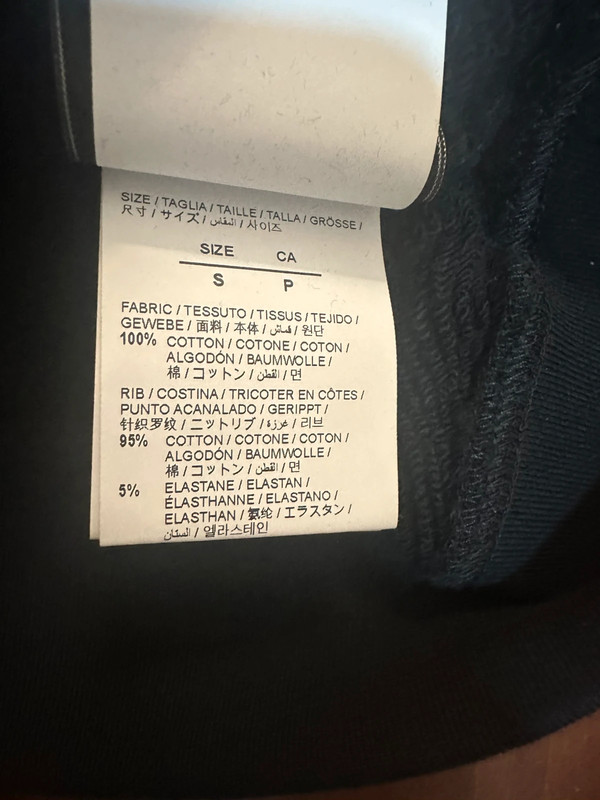 SIZE / TAGLIA / TAILLE / TALLA / GRÖSSE /
尺寸 / サイズ / المقاس / 사이즈
SIZE CA
S P
FABRIC / TESSUTO / TISSUS / TEJIDO /
GEWEBE / 面料 / 本体 / قماش / 원단
100% COTTON / COTONE / COTON /
ALGODÓN / BAUMWOLLE /
棉 / コットン / القطن / 면
RIB / COSTINA / TRICOTER EN CÔTES /
PUNTO ACANALADO / GERIPPT /
针织罗纹 / ニットリブ / غرزة / 리브
95% COTTON / COTONE / COTON /
ALGODÓN / BAUMWOLLE /
棉 / コットン / القطن / 면
5% ELASTANE / ELASTAN /
ÉLASTHANNE / ELASTANO /
ELASTHAN / 氨纶 / エラスタン /
الستان / 엘라스테인